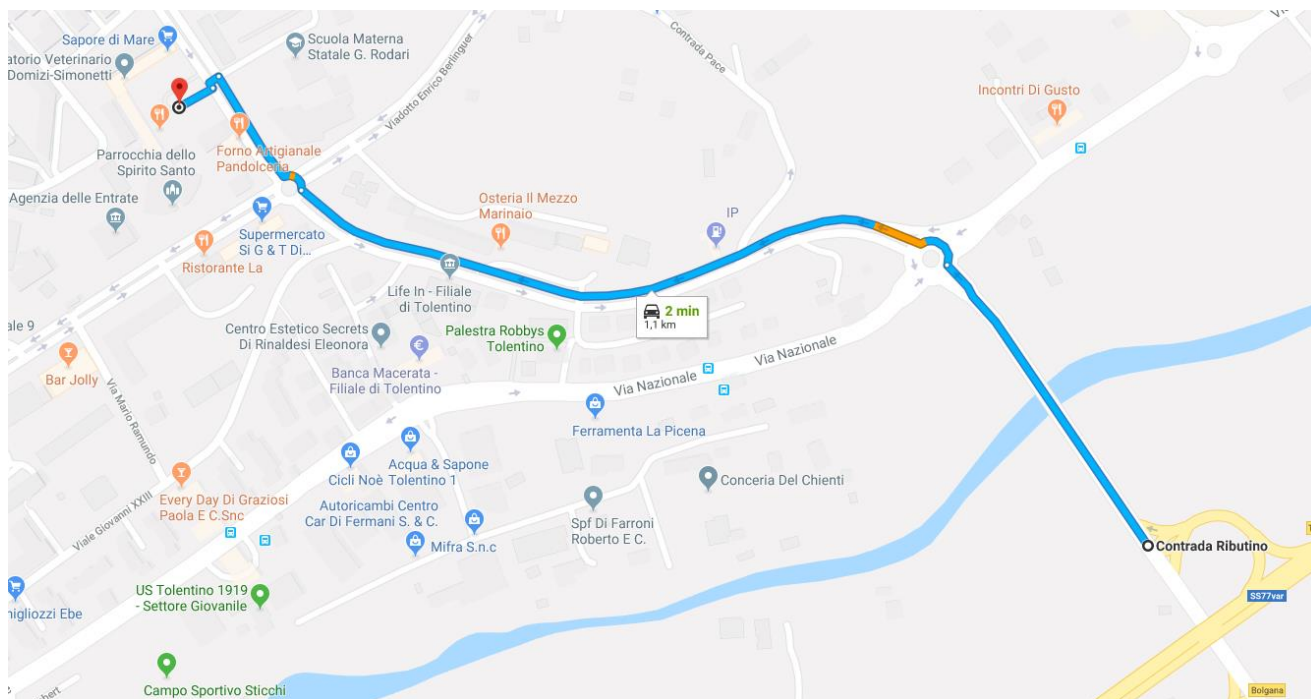 Sapore di Mare
atorio Veterinario
Domizi-Simonetti
Scuola Materna
Statale G. Rodari
Contrada Pace
Viadotto Enrico Berlinguer
Incontri Di Gusto
Forno Artigianale
Pandolceria
Parrocchia dello
Spirito Santo
Agenzia delle Entrate
Osteria Il Mezzo
Marinaio
IP
Supermercato
Si G & T Di...
Ristorante La
Life In - Filiale
di Tolentino
2 min
1,1 km
ale 9
Centro Estetico Secrets
Di Rinaldesi Eleonora
Palestra Robbys
Tolentino
Via Nazionale
Via Nazionale
Bar Jolly
Banca Macerata -
Filiale di Tolentino
Via Mario Ramundo
Ferramenta La Picena
Acqua & Sapone
Tolentino 1
Cicli Noè
Conceria Del Chienti
Every Day Di Graziosi
Paola E C.Snc
Viale Giovanni XXIII
Autoricambi Centro
Car Di Fermani S. & C.
Mifra S.n.c
Spf Di Farroni
Roberto E C.
Contrada Ributino
US Tolentino 1919
- Settore Giovanile
nigliozzi Ebe
SS77var
Campo Sportivo Sticchi
Bolgana